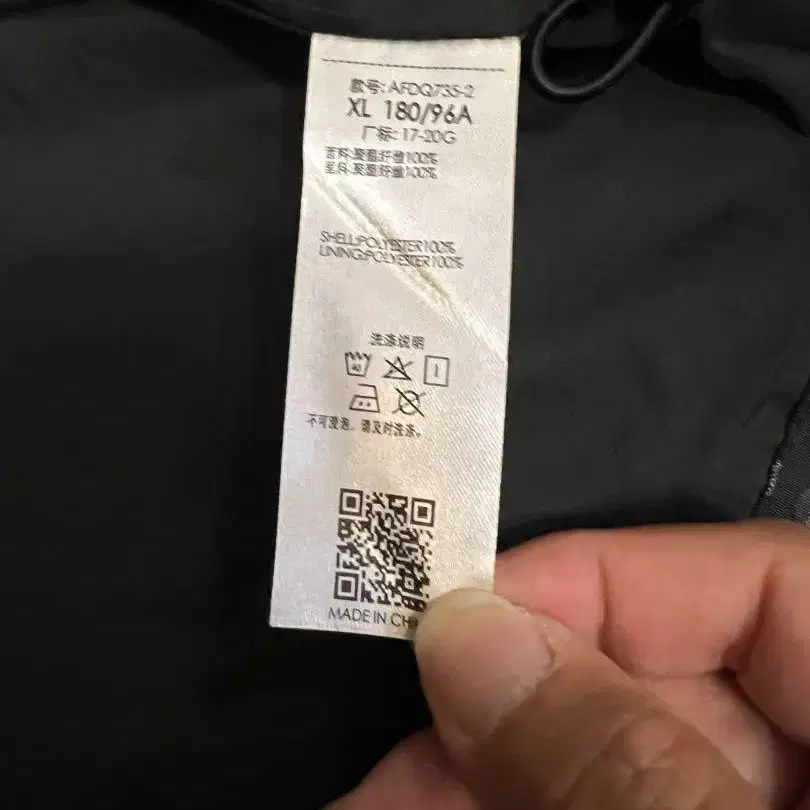 款号: AFDQ735-2
XL 180/96A
厂标: 17-20G
面料:聚酯纤维100%
里料:聚酯纤维100%
SHELL:POLYESTER100%
LINING:POLYESTER100%
洗涤说明
40
不可浸泡，请及时洗涤。
MADE IN